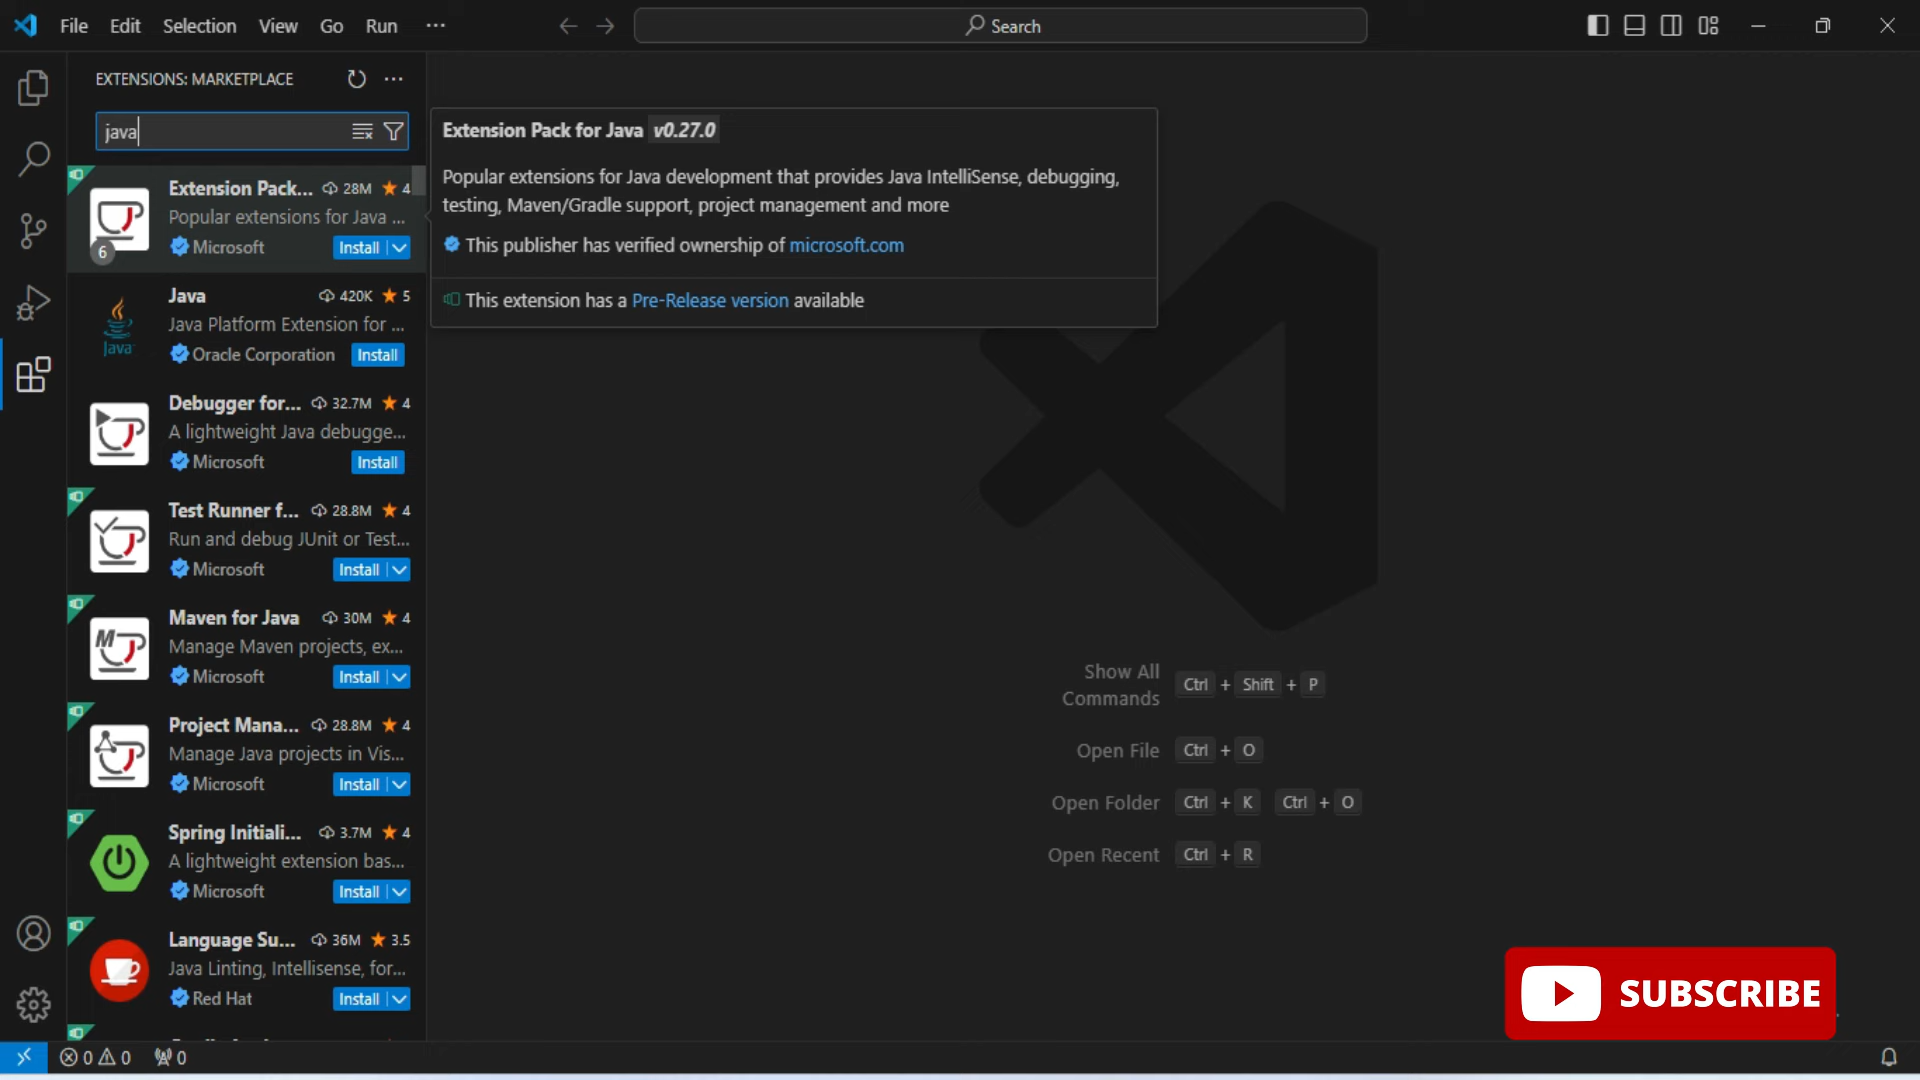 File Edit Selection View Go Run ···
Search
EXTENSIONS: MARKETPLACE
java
Extension Pack... 28M 4
Popular extensions for Java ...
6
Microsoft Install
Java 420K 5
Java Platform Extension for ...
Java
Oracle Corporation Install
Debugger for... 32.7M 4
A lightweight Java debugge...
Microsoft Install
Test Runner f... 28.8M 4
Run and debug JUnit or Test...
Microsoft Install
Maven for Java 30M 4
Manage Maven projects, ex...
M
Microsoft Install
Project Mana... 28.8M 4
Manage Java projects in Vis...
Microsoft Install
Spring Initiali... 3.7M 4
A lightweight extension bas...
Microsoft Install
Language Su... 36M 3.5
Java Linting, Intellisense, for...
Red Hat Install
Extension Pack for Java v0.27.0
Popular extensions for Java development that provides Java IntelliSense, debugging,
testing, Maven/Gradle support, project management and more
This publisher has verified ownership of microsoft.com
This extension has a Pre-Release version available
Show All
Commands Ctrl + Shift + P
Open File Ctrl + O
Open Folder Ctrl + K Ctrl + O
Open Recent Ctrl + R
SUBSCRIBE
0 0 0